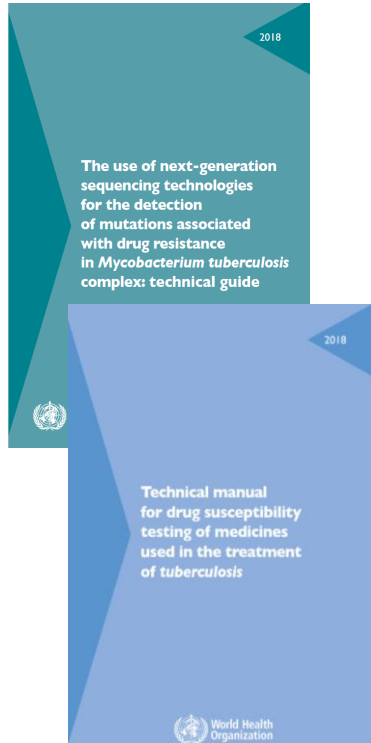 2018
The use of next-generation
sequencing technologies
for the detection
of mutations associated
with drug resistance
in Mycobacterium tuberculosis
complex: technical guide
2018
Technical manual
for drug susceptibility
testing of medicines
used in the treatment
of tuberculosis
World Health
Organization